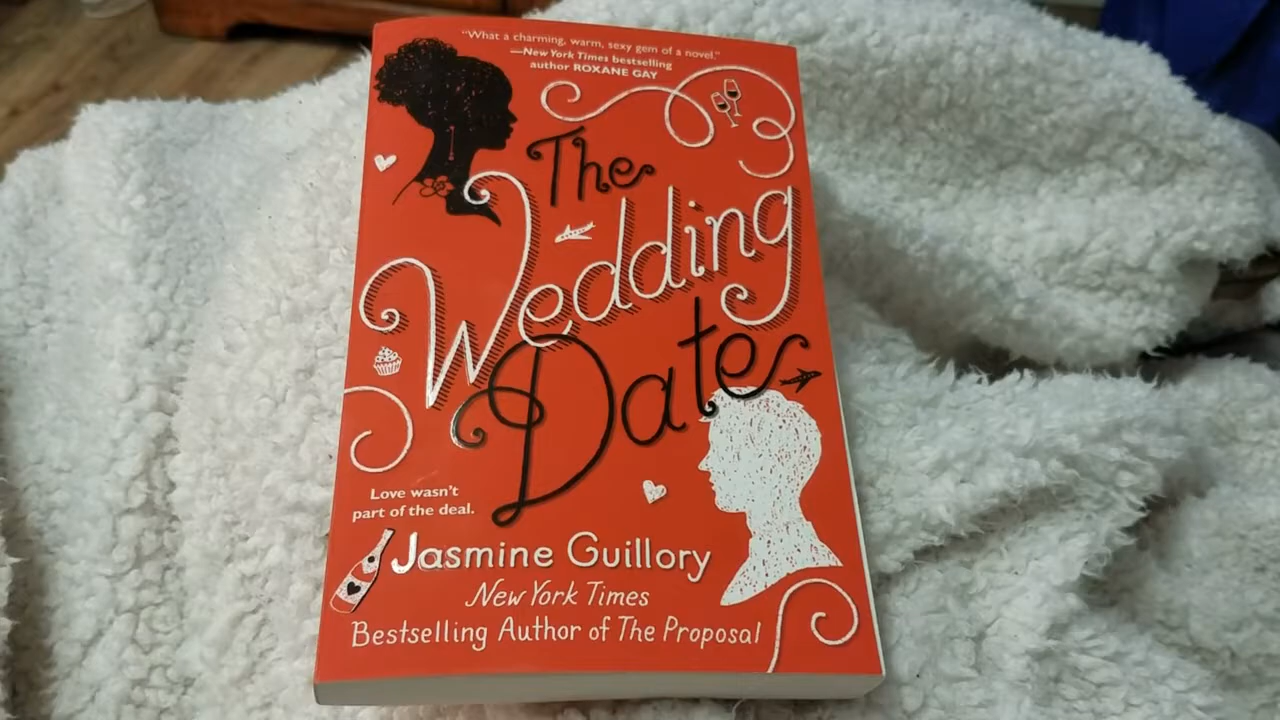 "What a charming, warm, sexy gem of a novel."
—New York Times bestselling
author ROXANE GAY
The
Wedding
Date
Love wasn't
part of the deal.
Jasmine Guillory
New York Times
Bestselling Author of The Proposal